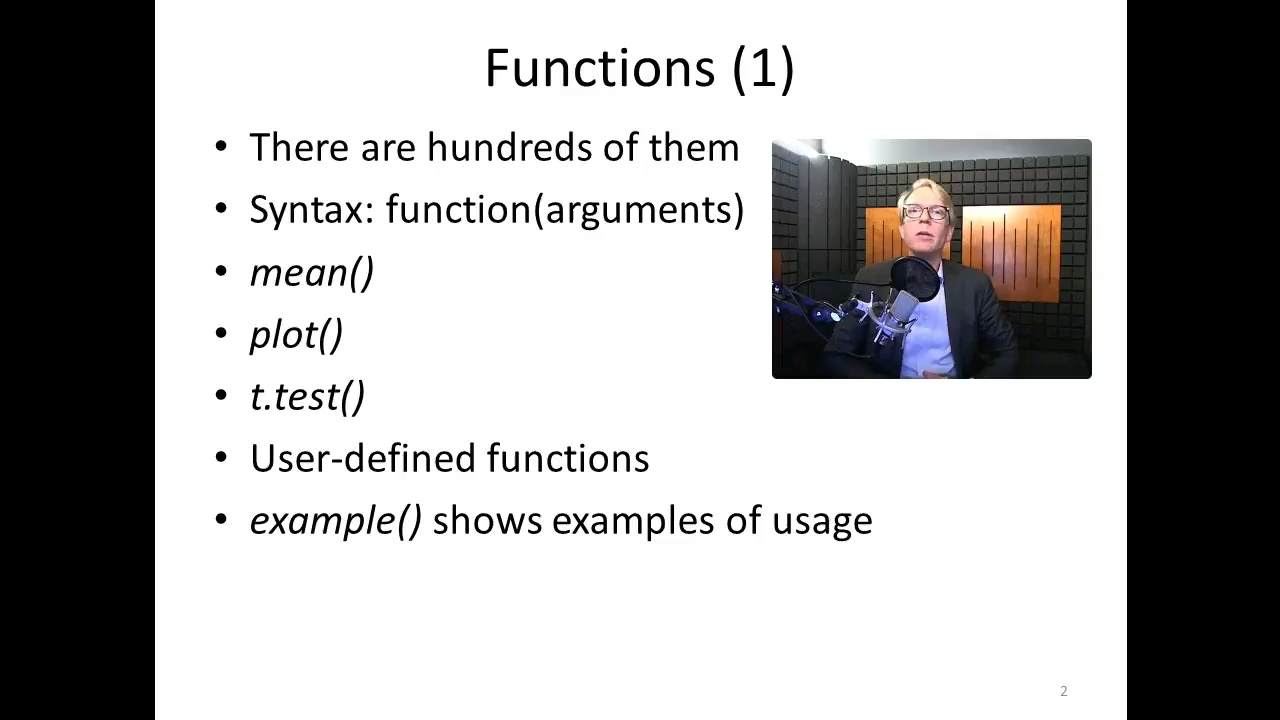 Functions (1)
• There are hundreds of them
• Syntax: function(arguments)
• mean()
• plot()
• t.test()
• User-defined functions
• example() shows examples of usage
2